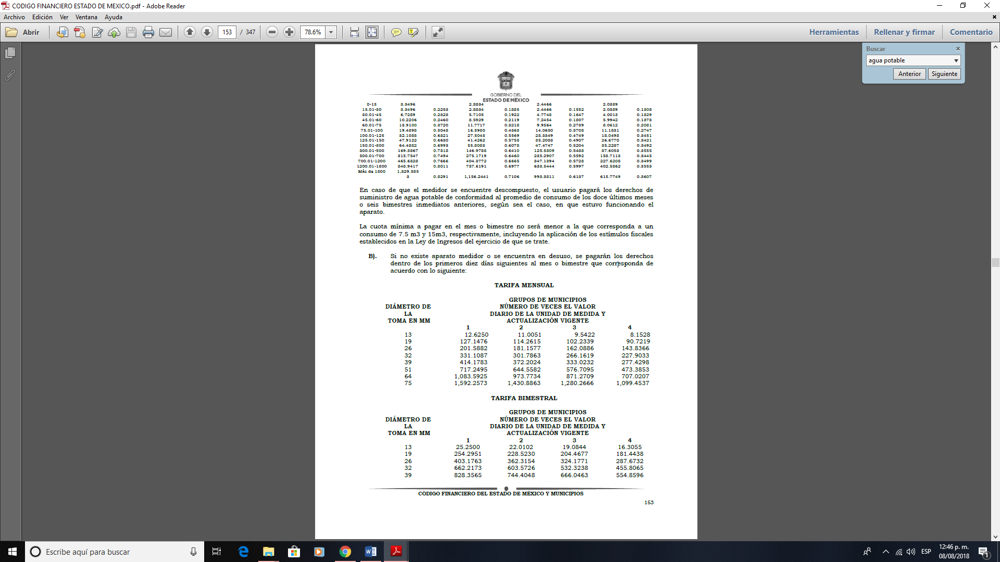 CODIGO FINANCIERO ESTADO DE MEXICO.pdf - Adobe Reader
Archivo Edición Ver Ventana Ayuda
Abrir 153 / 347 78.6% Herramientas Rellenar y firmar Comentario
Buscar
agua potable
Anterior Siguiente
GOBIERNO DEL
ESTADO DE MÉXICO
0-15 3.3496 2.8834 2.4466 2.0889
15.01-30 3.3496 0.2253 2.8834 0.1885 2.4466 0.1552 2.0889 0.1308
30.01-45 6.7289 0.2328 5.7105 0.1922 4.7748 0.1647 4.0013 0.1329
45.01-60 10.2206 0.2460 8.5929 0.2119 7.2454 0.1807 5.9942 0.1378
60.01-75 13.9100 0.3720 11.7717 0.3218 9.9564 0.2789 8.0612 0.2081
75.01-100 19.4898 0.5048 16.5980 0.4363 14.0650 0.3708 11.1831 0.2747
100.01-125 32.1088 0.6321 27.5048 0.5569 23.3349 0.4749 18.0498 0.3451
125.01-150 47.9122 0.6630 41.4262 0.5753 35.2083 0.4907 26.6770 0.3421
150.01-300 64.4882 0.6993 55.8083 0.6078 47.4747 0.5204 35.2287 0.3492
300.01-500 169.3867 0.7318 146.9788 0.6410 125.5309 0.5488 87.6053 0.3555
500.01-700 315.7547 0.7494 275.1719 0.6460 235.2907 0.5592 158.7118 0.3445
700.01-1200 465.6328 0.7666 404.3772 0.6665 347.1394 0.5728 227.6208 0.3499
1200.01-1800 848.9417 0.8011 737.6191 0.6977 633.5444 0.5997 402.5862 0.3553
Más de 1800 1,329.585
3 0.8291 1,156.2441 0.7106 993.3811 0.6137 615.7749 0.3607
En caso de que el medidor se encuentre descompuesto, el usuario pagará los derechos de
suministro de agua potable de conformidad al promedio de consumo de los doce últimos meses
o seis bimestres inmediatos anteriores, según sea el caso, en que estuvo funcionando el
aparato.
La cuota mínima a pagar en el mes o bimestre no será menor a la que corresponda a un
consumo de 7.5 m3 y 15m3, respectivamente, incluyendo la aplicación de los estímulos fiscales
establecidos en la Ley de Ingresos del ejercicio de que se trate.
B). Si no existe aparato medidor o se encuentra en desuso, se pagarán los derechos
dentro de los primeros diez días siguientes al mes o bimestre que corresponda de
acuerdo con lo siguiente:
TARIFA MENSUAL
GRUPOS DE MUNICIPIOS
DIÁMETRO DE NÚMERO DE VECES EL VALOR
LA DIARIO DE LA UNIDAD DE MEDIDA Y
TOMA EN MM ACTUALIZACIÓN VIGENTE
1 2 3 4
13 12.6250 11.0051 9.5422 8.1528
19 127.1476 114.2615 102.2339 90.7219
26 201.5882 181.1577 162.0886 143.8366
32 331.1087 301.7863 266.1619 227.9033
39 414.1783 372.2024 333.0232 277.4298
51 717.2495 644.5582 576.7095 473.3853
64 1,083.5925 973.7734 871.2709 707.0207
75 1,592.2573 1,430.8863 1,280.2666 1,099.4537
TARIFA BIMESTRAL
GRUPOS DE MUNICIPIOS
DIÁMETRO DE NÚMERO DE VECES EL VALOR
LA DIARIO DE LA UNIDAD DE MEDIDA Y
TOMA EN MM ACTUALIZACIÓN VIGENTE
1 2 3 4
13 25.2500 22.0102 19.0844 16.3055
19 254.2951 228.5230 204.4677 181.4438
26 403.1763 362.3154 324.1771 287.6732
32 662.2173 603.5726 532.3238 455.8065
39 828.3565 744.4048 666.0463 554.8596
CÓDIGO FINANCIERO DEL ESTADO DE MÉXICO Y MUNICIPIOS
153
Escribe aquí para buscar
ESP 12:46 p. m.
08/08/2018
1